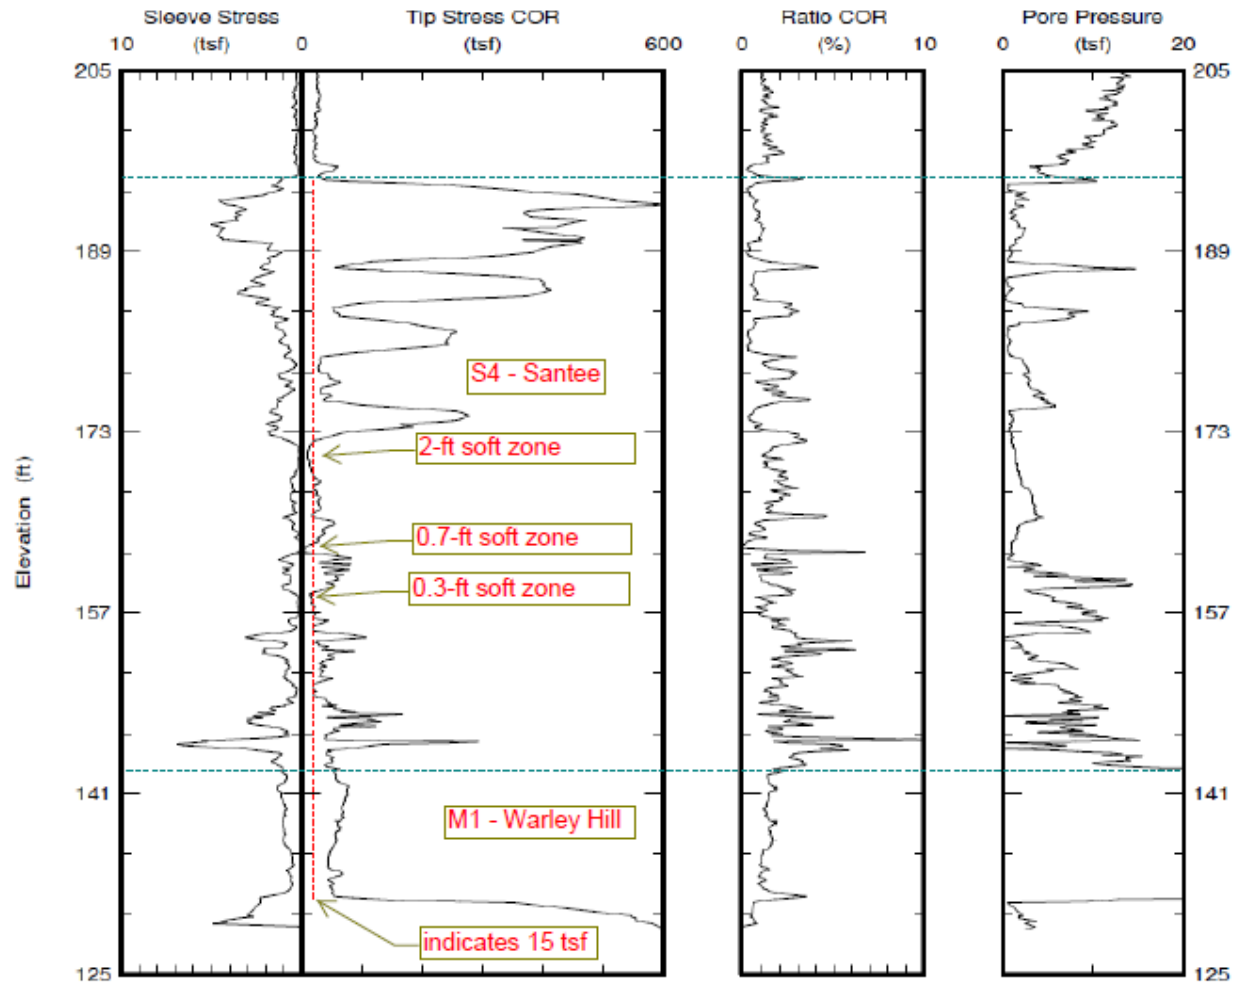 Sleeve Stress Tip Stress COR Ratio COR Pore Pressure
10 (tsf) 0 (tsf) 600 0 (%) 10 0 (tsf) 20
205 205
189 189
S4 - Santee
173 173
2-ft soft zone
Elevation (ft)
0.7-ft soft zone
0.3-ft soft zone
157 157
141 141
M1 - Warley Hill
indicates 15 tsf
125 125